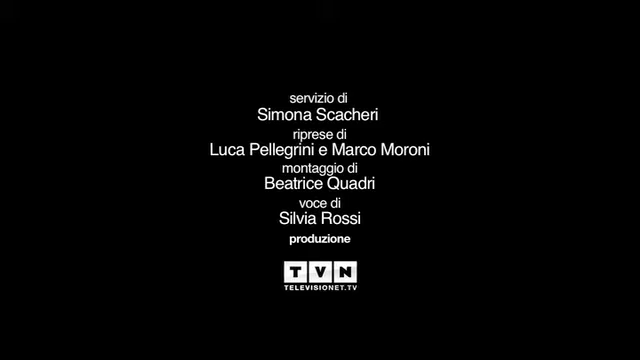 servizio di
Simona Scacheri
riprese di
Luca Pellegrini e Marco Moroni
montaggio di
Beatrice Quadri
voce di
Silvia Rossi
produzione
TVN
TELEVISIONET.TV